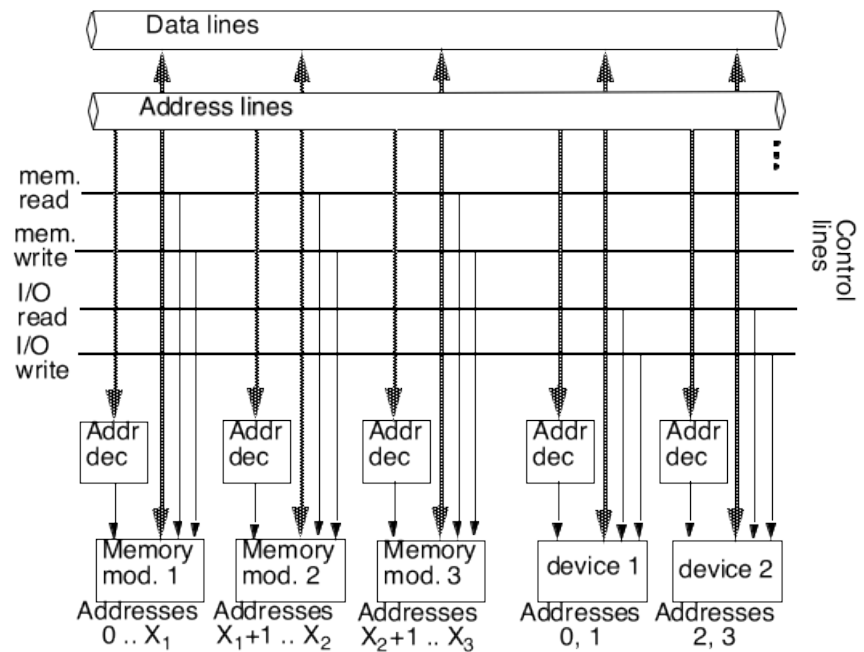 Data lines
Address lines
mem.
read
mem.
write
I/O
read
I/O
write
Control
lines
Addr
dec
Addr
dec
Addr
dec
Addr
dec
Addr
dec
Memory
mod. 1
Memory
mod. 2
Memory
mod. 3
device 1
device 2
Addresses
0 .. X₁
Addresses
X₁+1 .. X₂
Addresses
X₂+1 .. X₃
Addresses
0, 1
Addresses
2, 3